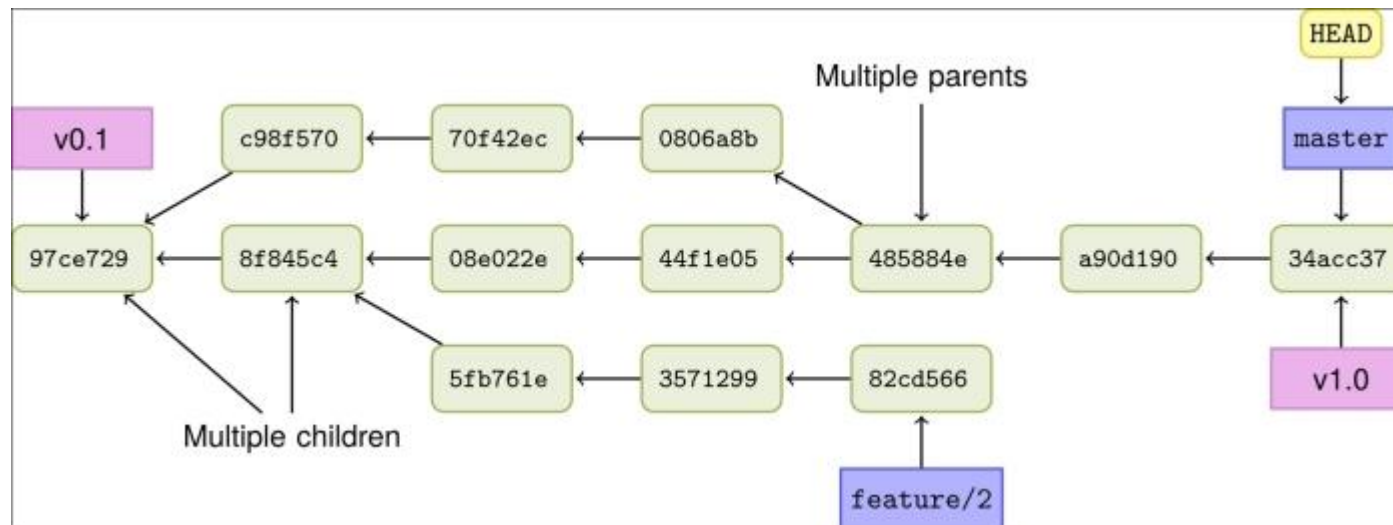 HEAD
Multiple parents
v0.1
c98f570
70f42ec
0806a8b
master
97ce729
8f845c4
08e022e
44f1e05
485884e
a90d190
34acc37
5fb761e
3571299
82cd566
v1.0
Multiple children
feature/2